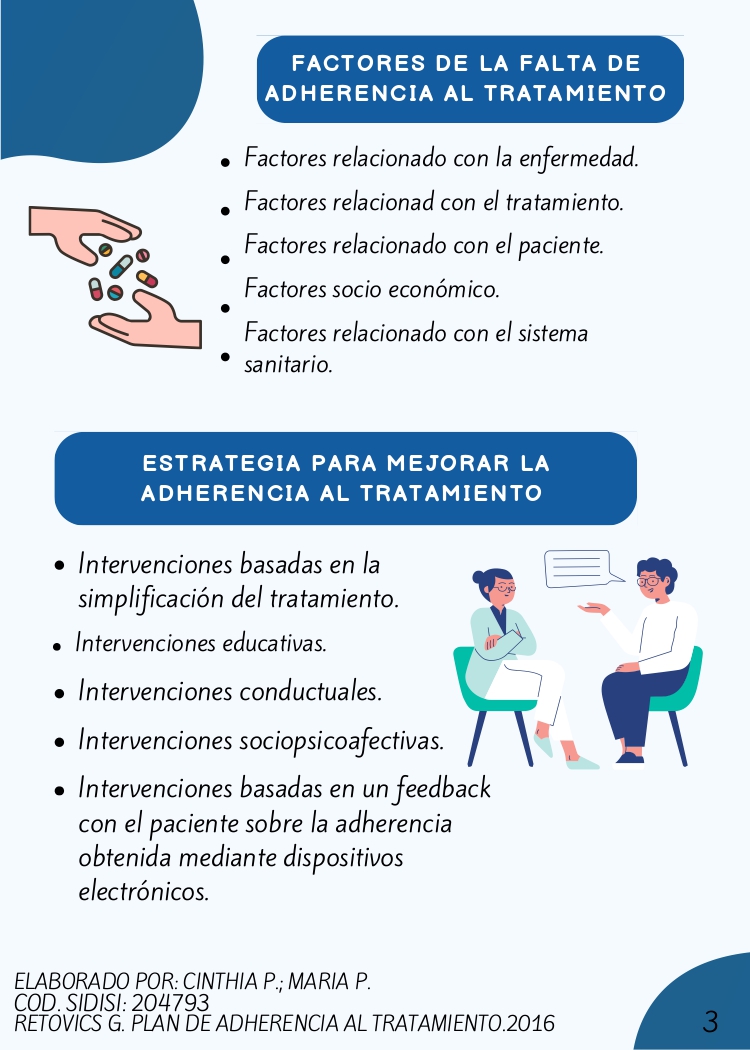 FACTORES DE LA FALTA DE
ADHERENCIA AL TRATAMIENTO
• Factores relacionado con la enfermedad.
• Factores relacionad con el tratamiento.
• Factores relacionado con el paciente.
• Factores socio económico.
• Factores relacionado con el sistema
sanitario.
ESTRATEGIA PARA MEJORAR LA
ADHERENCIA AL TRATAMIENTO
• Intervenciones basadas en la
simplificación del tratamiento.
• Intervenciones educativas.
• Intervenciones conductuales.
• Intervenciones sociopsicoafectivas.
• Intervenciones basadas en un feedback
con el paciente sobre la adherencia
obtenida mediante dispositivos
electrónicos.
ELABORADO POR: CINTHIA P.; MARIA P.
COD. SIDISI: 204793
RETOVICS G. PLAN DE ADHERENCIA AL TRATAMIENTO.2016
3